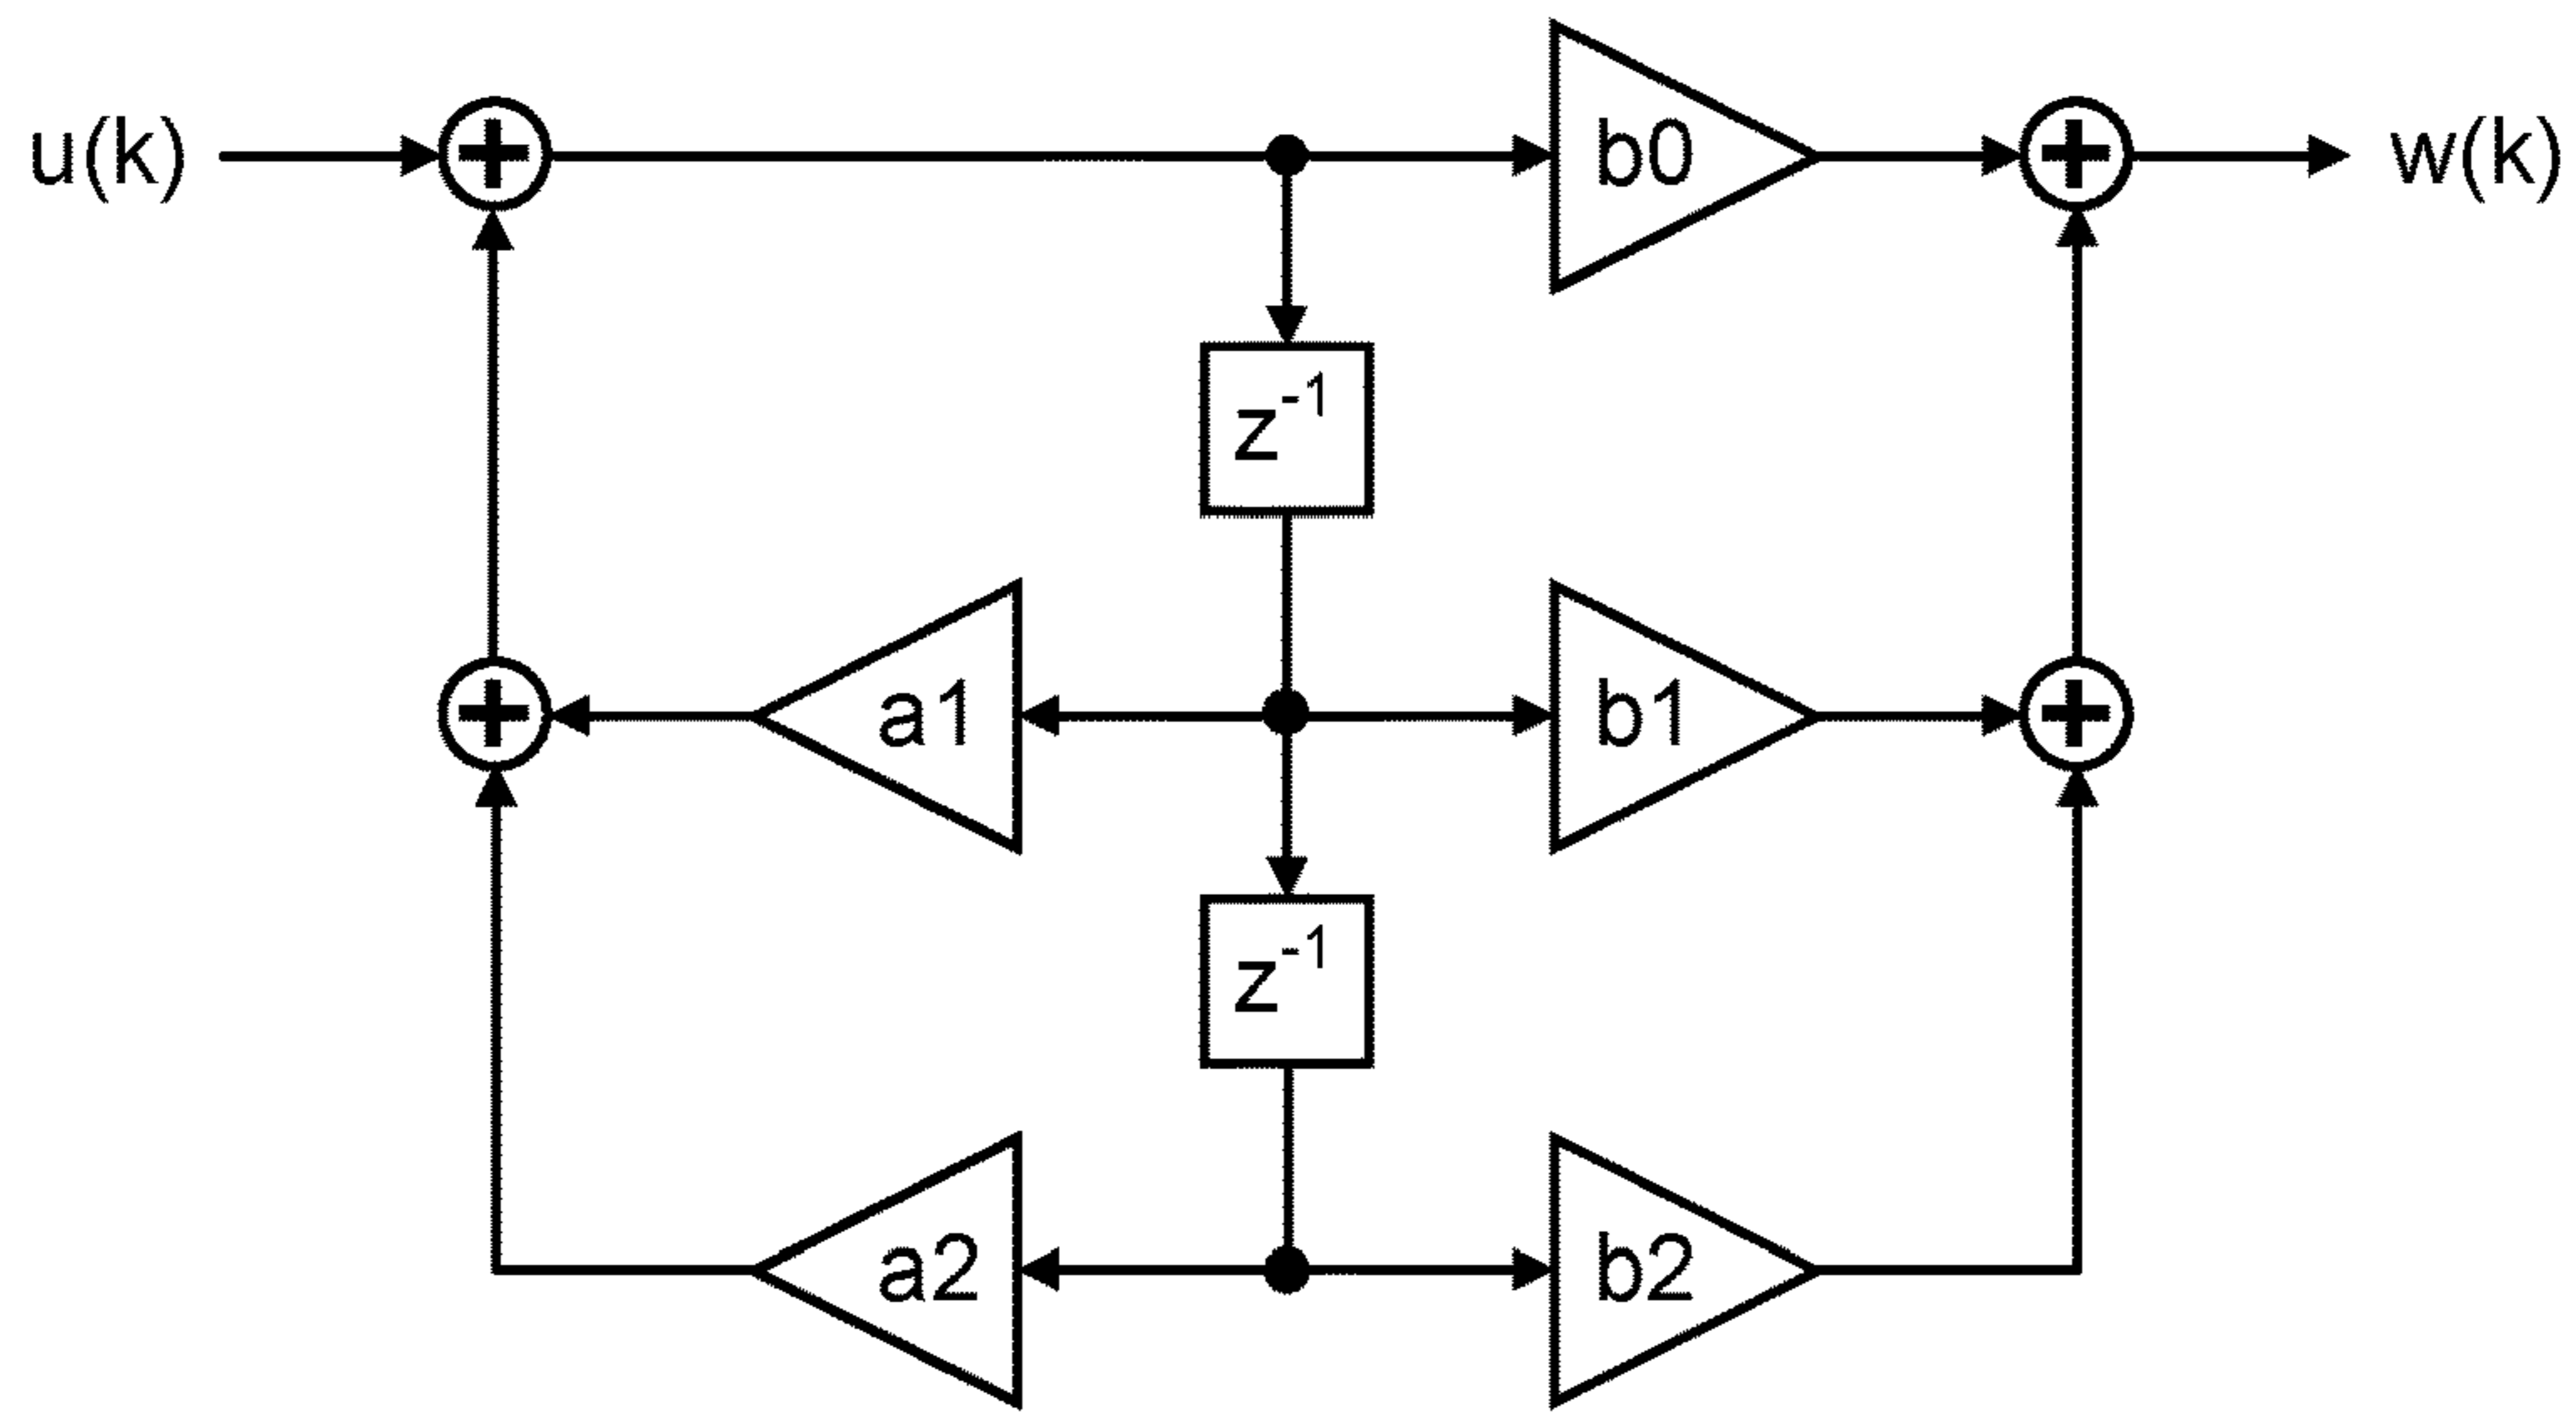 u(k) + b0 + w(k)
z⁻¹
+ a1 b1 +
z⁻¹
a2 b2